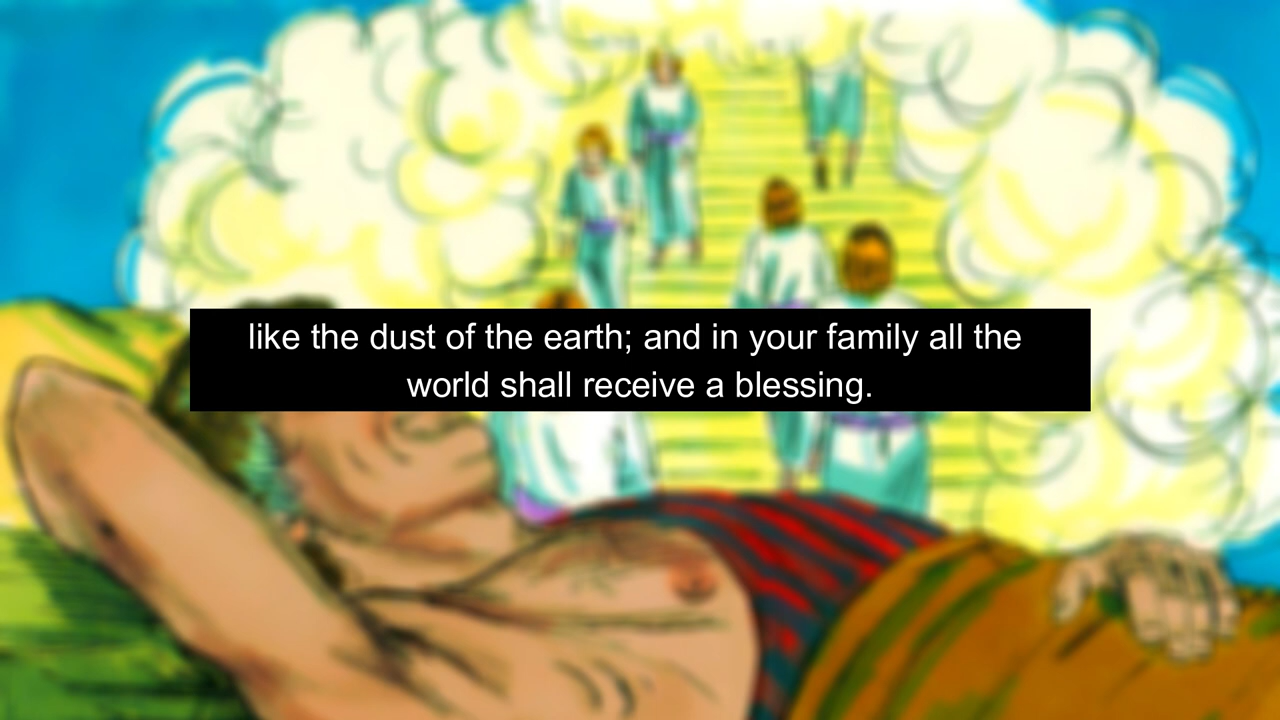 like the dust of the earth; and in your family all the
world shall receive a blessing.